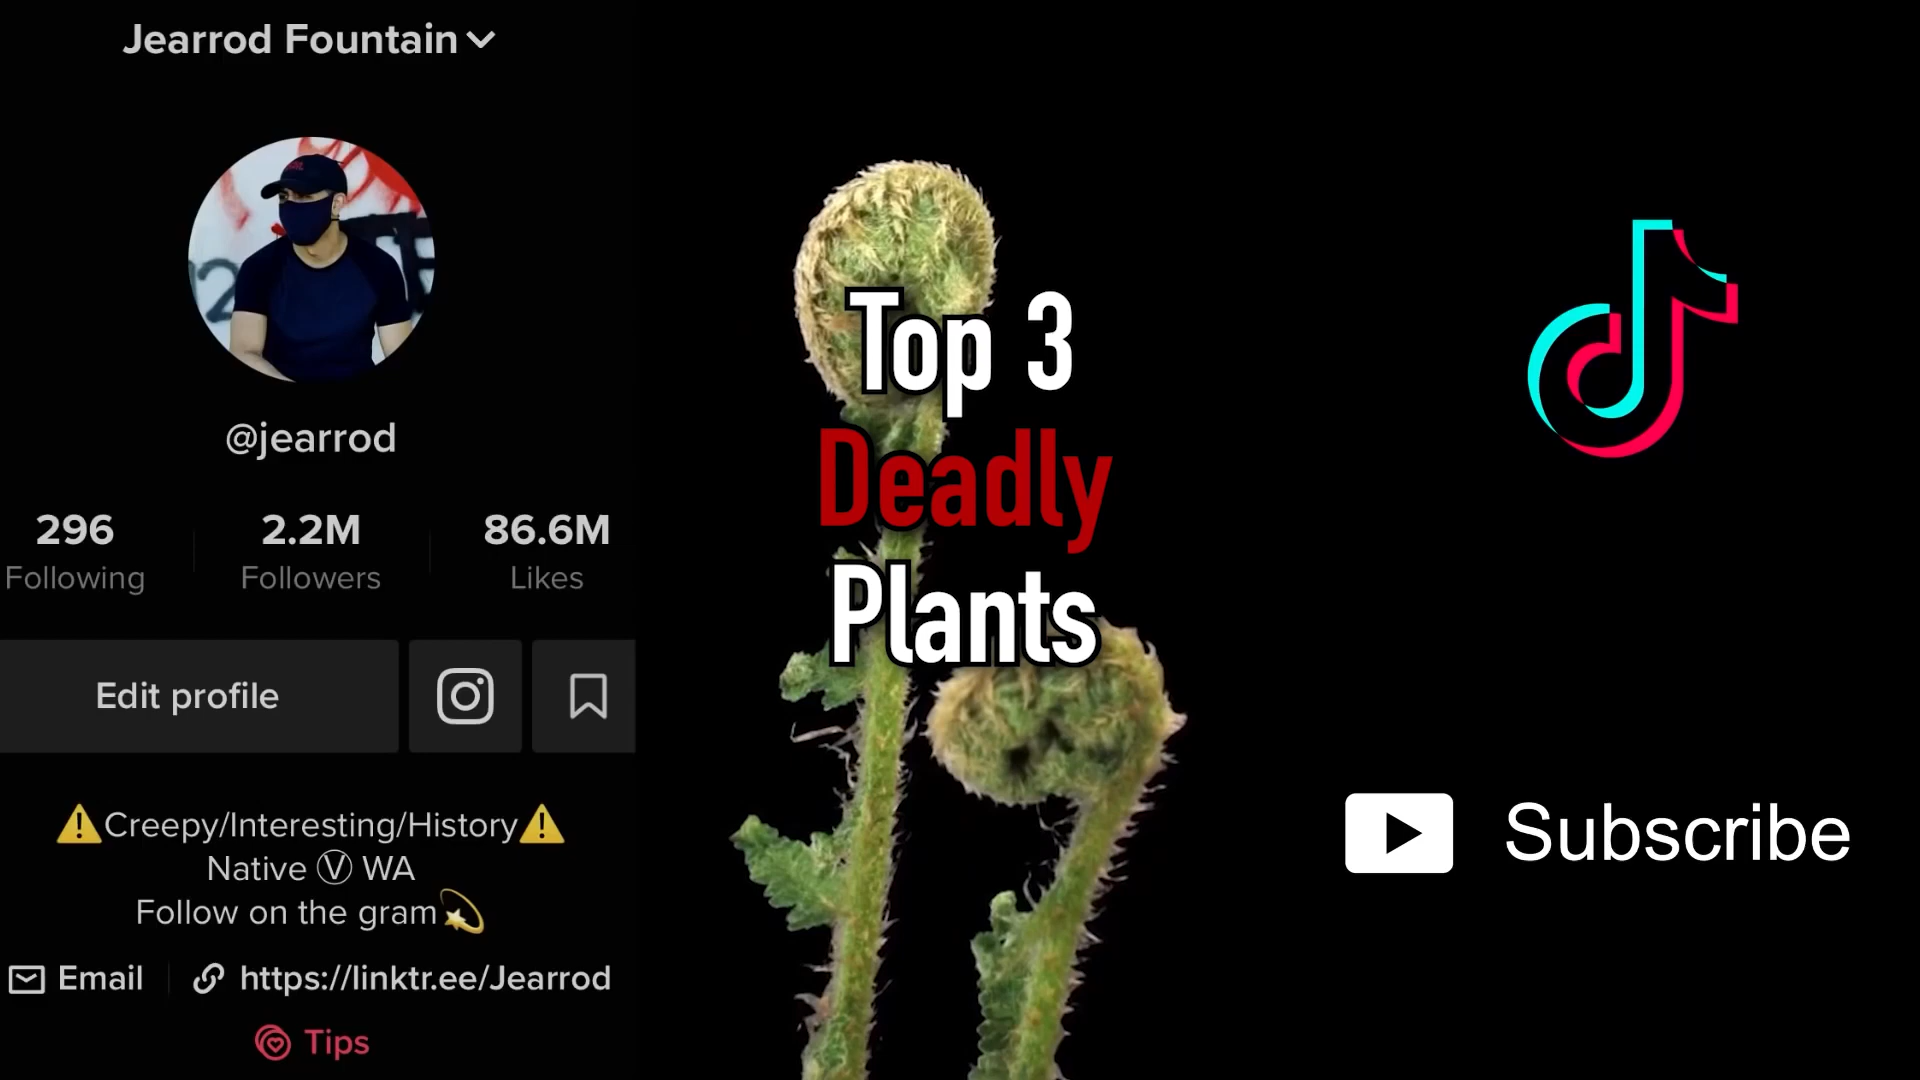 Jearrod Fountain
@jearrod
296
Following
2.2M
Followers
86.6M
Likes
Edit profile
⚠️Creepy/Interesting/History⚠️
Native Ⓥ WA
Follow on the gram💫
Email
https://linktr.ee/Jearrod
Tips
Top 3
Deadly
Plants
Subscribe